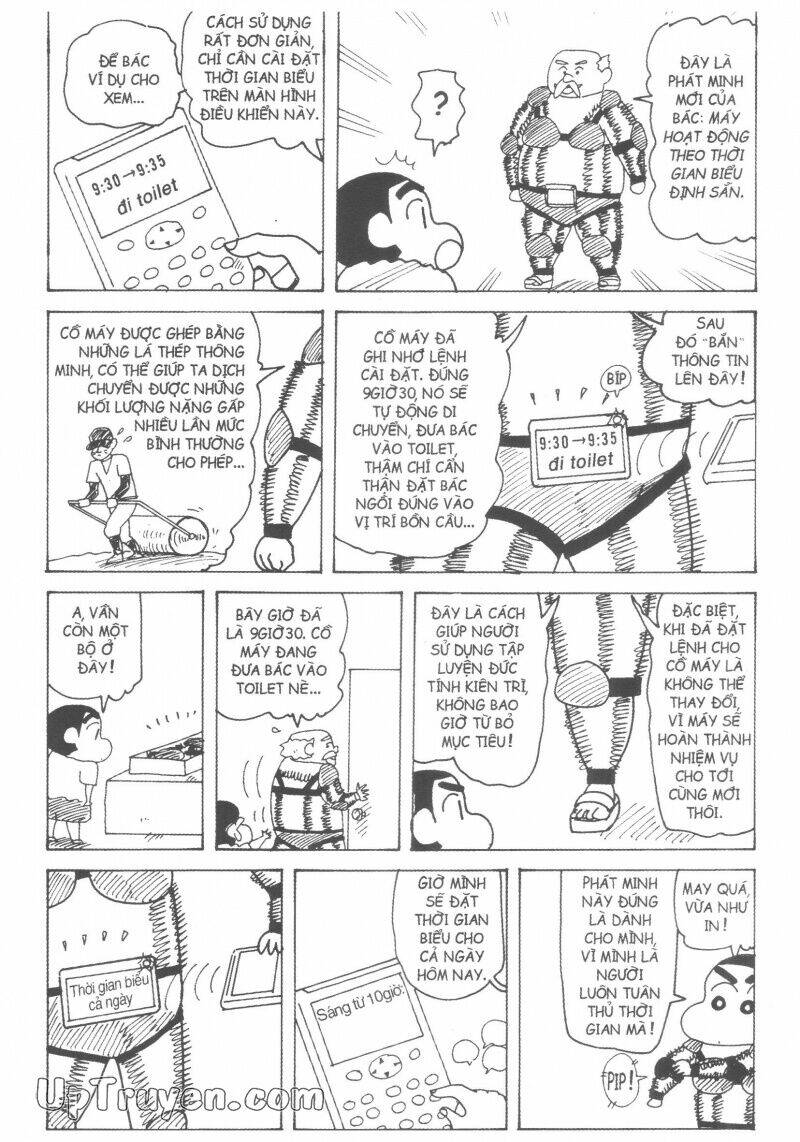 ĐÂY LÀ
PHÁT MINH
MỚI CỦA
BÁC: MÁY
HOẠT ĐỘNG
THEO THỜI
GIAN BIỂU
ĐỊNH SẴN.
?
CÁCH SỬ DỤNG
RẤT ĐƠN GIẢN,
CHỈ CẦN CÀI ĐẶT
THỜI GIAN BIỂU
TRÊN MÀN HÌNH
ĐIỀU KHIỂN NÀY.
ĐỂ BÁC
VÍ DỤ CHO
XEM...
9:30→9:35
đi toilet
SAU
ĐÓ "BẮN"
THÔNG TIN
LÊN ĐÂY!
BÍP
9:30→9:35
đi toilet
CỖ MÁY ĐÃ
GHI NHỚ LỆNH
CÀI ĐẶT. ĐÚNG
9GIỜ30, NÓ SẼ
TỰ ĐỘNG DI
CHUYỂN, ĐƯA BÁC
VÀO TOILET,
THẬM CHÍ CẨN
THẬN ĐẶT BÁC
NGỒI ĐÚNG VÀO
VỊ TRÍ BỒN CẦU...
CỖ MÁY ĐƯỢC GHÉP BẰNG
NHỮNG LÁ THÉP THÔNG
MINH, CÓ THỂ GIÚP TA DỊCH
CHUYỂN ĐƯỢC NHỮNG
KHỐI LƯỢNG NẶNG GẤP
NHIỀU LẦN MỨC
BÌNH THƯỜNG
CHO PHÉP...
ĐẶC BIỆT,
KHI ĐÃ ĐẶT
LỆNH CHO
CỖ MÁY LÀ
KHÔNG THỂ
THAY ĐỔI,
VÌ MÁY SẼ
HOÀN THÀNH
NHIỆM VỤ
CHO TỚI
CÙNG MỚI
THÔI.
ĐÂY LÀ CÁCH
GIÚP NGƯỜI
SỬ DỤNG TẬP
LUYỆN ĐỨC
TÍNH KIÊN TRÌ,
KHÔNG BAO
GIỜ TỪ BỎ
MỤC TIÊU!
BÂY GIỜ ĐÃ
LÀ 9GIỜ30. CỖ
MÁY ĐANG
ĐƯA BÁC VÀO
TOILET NÈ...
A, VẪN
CÒN MỘT
BỘ Ở
ĐÂY!
MAY QUÁ,
VỪA NHƯ
IN!
PHÁT MINH
NÀY ĐÚNG
LÀ DÀNH
CHO MÌNH,
VÌ MÌNH LÀ
NGƯỜI
LUÔN TUÂN
THỦ THỜI
GIAN MÀ!
PIP!
GIỜ MÌNH
SẼ ĐẶT
THỜI GIAN
BIỂU CHO
CẢ NGÀY
HÔM NAY.
Sáng từ 10giờ:
Thời gian biểu
cả ngày
UpTruyen.com